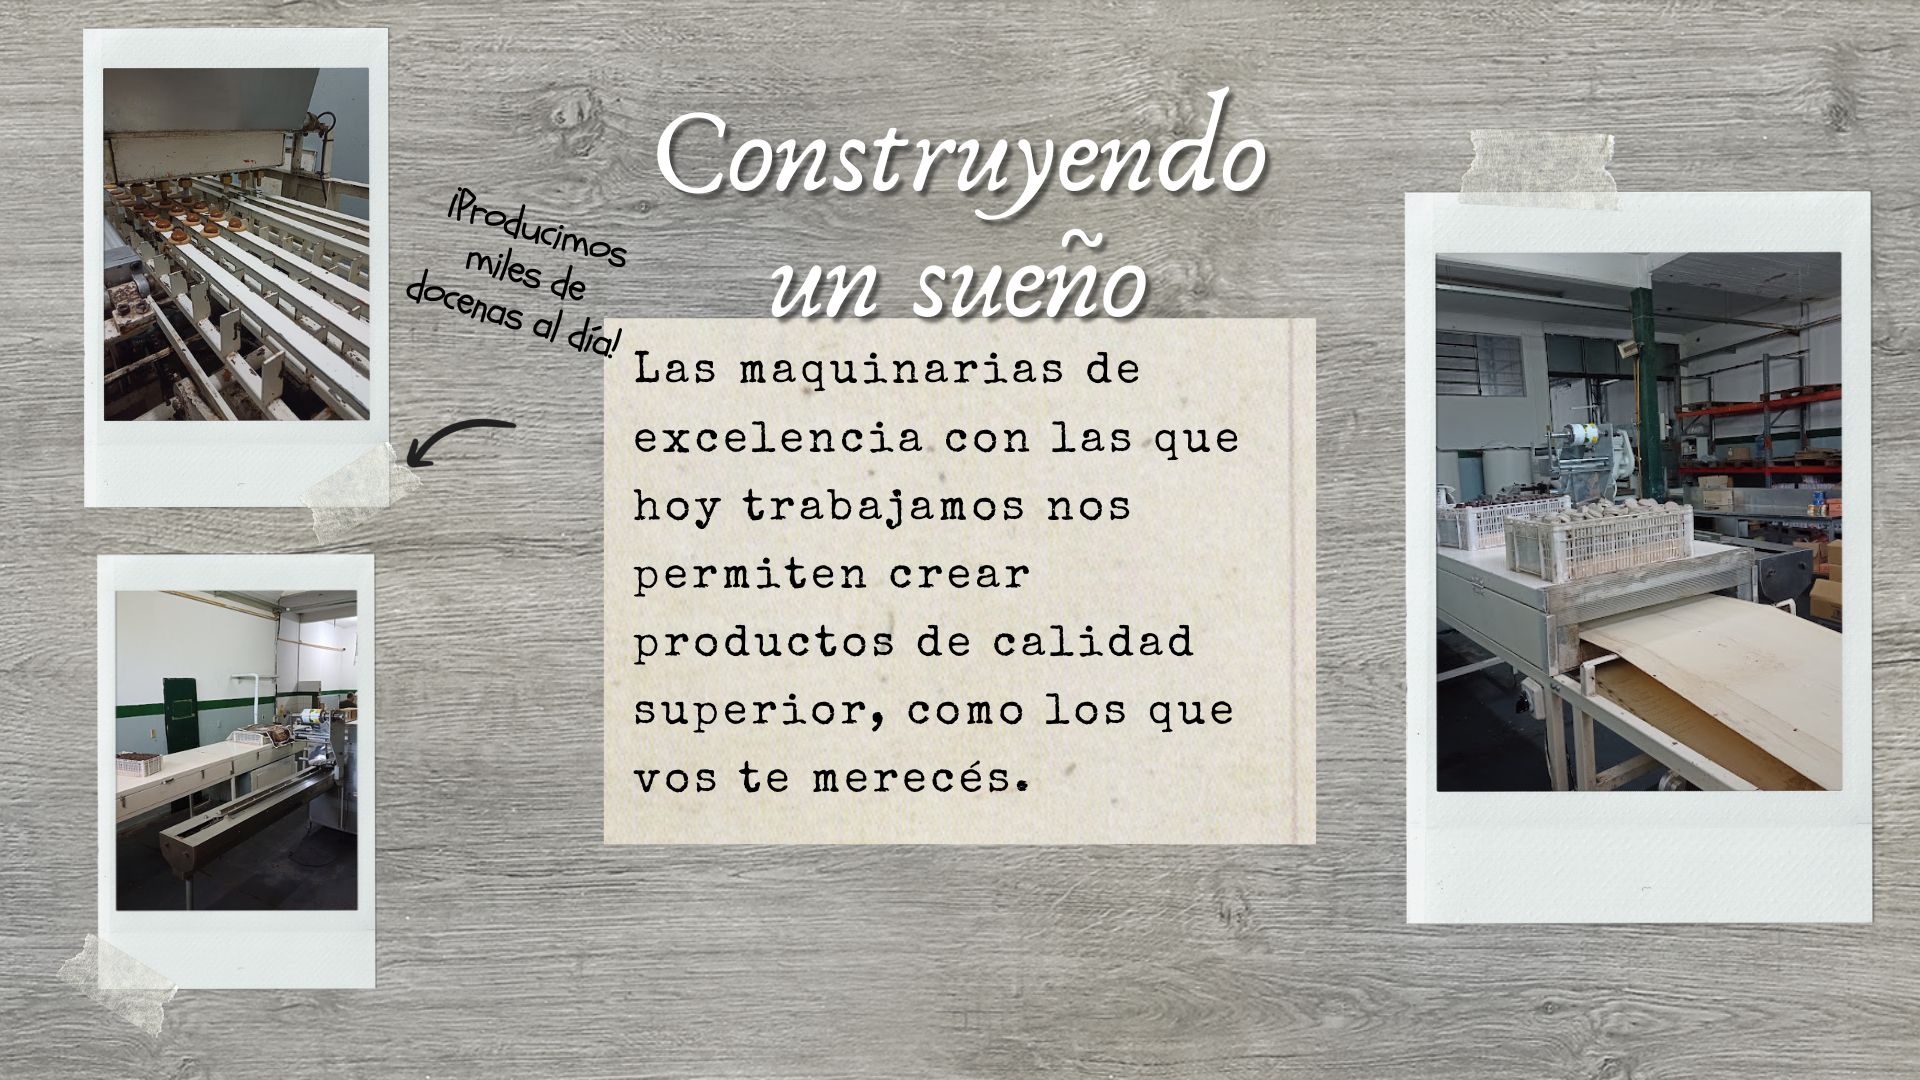 Construyendo
un sueño
¡Producimos
miles de
docenas al día!
Las maquinarias de
excelencia con las que
hoy trabajamos nos
permiten crear
productos de calidad
superior, como los que
vos te merecés.